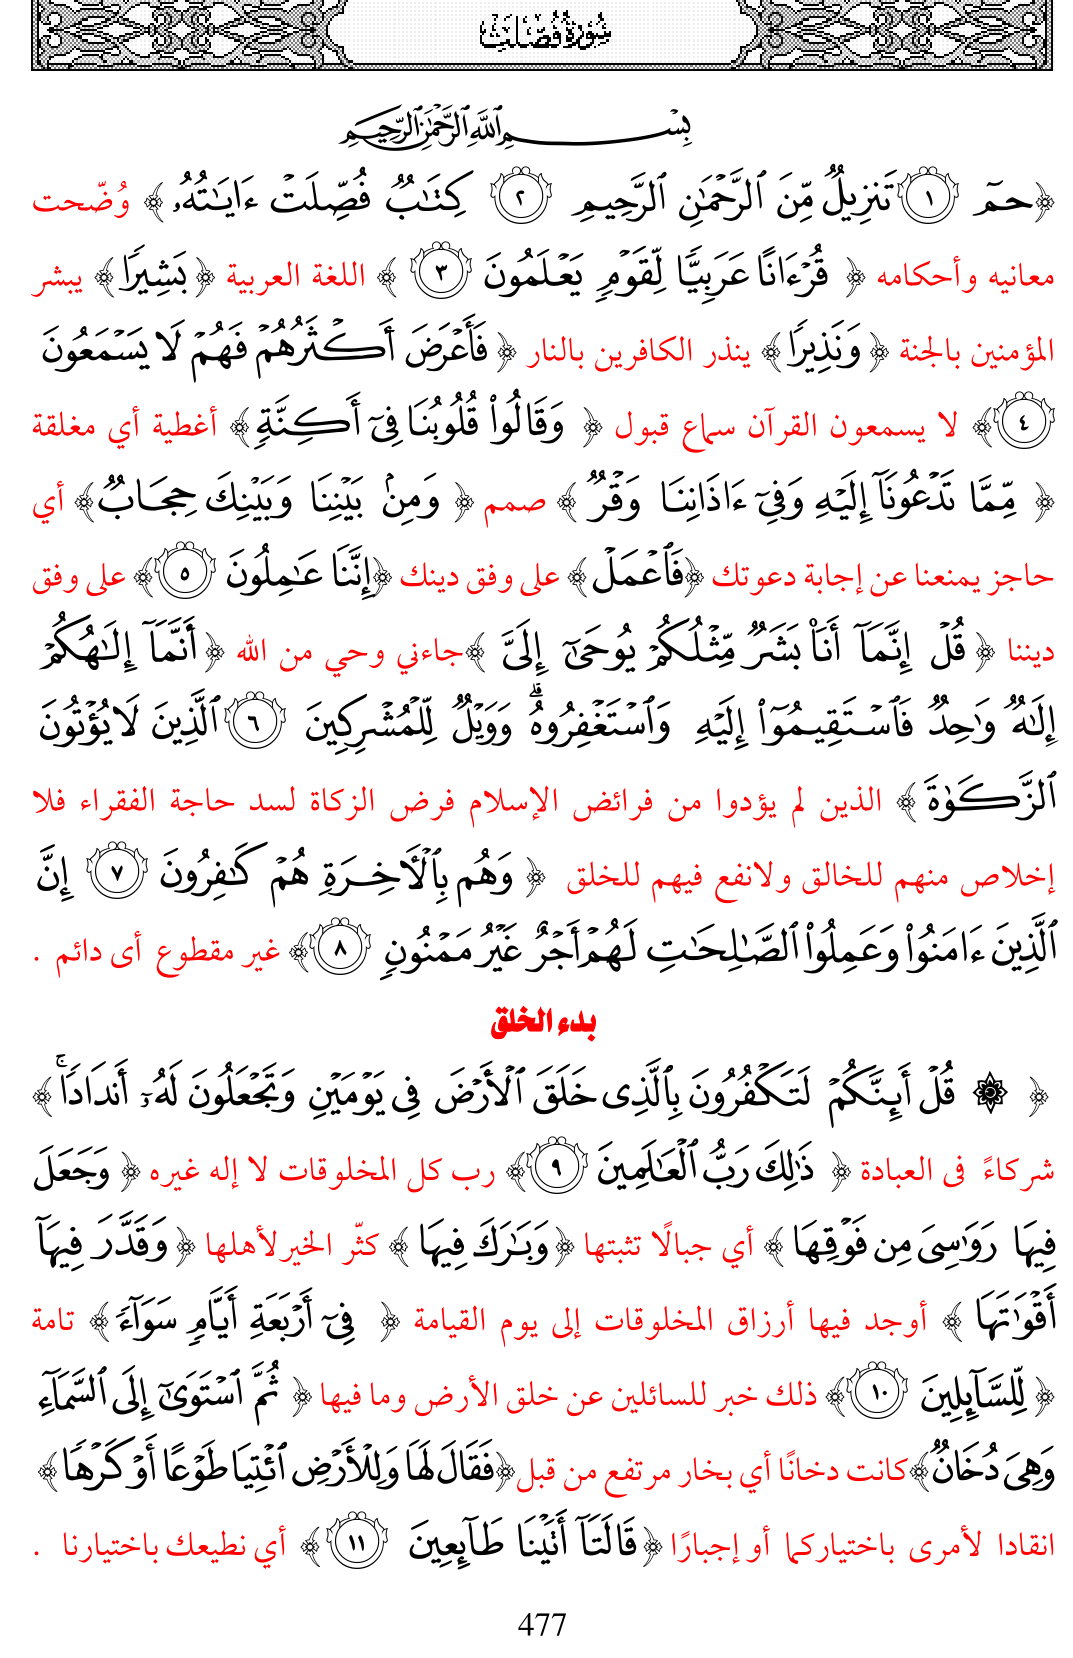 سُورَةُ فُصِّلَتْ
بِسْمِ ٱللَّهِ ٱلرَّحْمَٰنِ ٱلرَّحِيمِ
﴿حمٓ ١ تَنزِيلٌ مِّنَ ٱلرَّحْمَٰنِ ٱلرَّحِيمِ ٢ كِتَٰبٌ فُصِّلَتْ ءَايَٰتُهُۥ﴾ وُضّحت
معانيه وأحكامه ﴿قُرْءَانًا عَرَبِيًّا لِّقَوْمٍ يَعْلَمُونَ ٣﴾ اللغة العربية ﴿بَشِيرًا﴾ يبشر
المؤمنين بالجنة ﴿وَنَذِيرًا﴾ ينذر الكافرين بالنار ﴿فَأَعْرَضَ أَكْثَرُهُمْ فَهُمْ لَا يَسْمَعُونَ
٤﴾ لا يسمعون القرآن سماع قبول ﴿وَقَالُوا۟ قُلُوبُنَا فِىٓ أَكِنَّةٍ﴾ أغطية أي مغلقة
﴿مِّمَّا تَدْعُونَآ إِلَيْهِ وَفِىٓ ءَاذَانِنَا وَقْرٌ﴾ صمم ﴿وَمِنۢ بَيْنِنَا وَبَيْنِكَ حِجَابٌ﴾ أي
حاجز يمنعنا عن إجابة دعوتك ﴿فَٱعْمَلْ﴾ على وفق دينك ﴿إِنَّنَا عَٰمِلُونَ ٥﴾ على وفق
ديننا ﴿قُلْ إِنَّمَآ أَنَا۠ بَشَرٌ مِّثْلُكُمْ يُوحَىٰٓ إِلَىَّ﴾جاءني وحي من الله ﴿أَنَّمَآ إِلَٰهُكُمْ
إِلَٰهٌ وَٰحِدٌ فَٱسْتَقِيمُوٓا۟ إِلَيْهِ وَٱسْتَغْفِرُوهُ ۗ وَوَيْلٌ لِّلْمُشْرِكِينَ ٦ ٱلَّذِينَ لَا يُؤْتُونَ
ٱلزَّكَوٰةَ﴾ الذين لم يؤدوا من فرائض الإسلام فرض الزكاة لسد حاجة الفقراء فلا
إخلاص منهم للخالق ولانفع فيهم للخلق ﴿وَهُم بِٱلْأَخِرَةِ هُمْ كَٰفِرُونَ ٧ إِنَّ
ٱلَّذِينَ ءَامَنُوا۟ وَعَمِلُوا۟ ٱلصَّٰلِحَٰتِ لَهُمْ أَجْرٌ غَيْرُ مَمْنُونٍ ٨﴾ غير مقطوع أى دائم .
بدء الخلق
﴿ ۞ قُلْ أَئِنَّكُمْ لَتَكْفُرُونَ بِٱلَّذِى خَلَقَ ٱلْأَرْضَ فِى يَوْمَيْنِ وَتَجْعَلُونَ لَهُۥٓ أَندَادًا ۚ﴾
شركاءً فى العبادة ﴿ذَٰلِكَ رَبُّ ٱلْعَٰلَمِينَ ٩﴾ رب كل المخلوقات لا إله غيره ﴿وَجَعَلَ
فِيهَا رَوَٰسِىَ مِن فَوْقِهَا﴾ أي جبالًا تثبتها ﴿وَبَٰرَكَ فِيهَا﴾ كثّر الخير لأهلها ﴿وَقَدَّرَ فِيهَآ
أَقْوَٰتَهَا﴾ أوجد فيها أرزاق المخلوقات إلى يوم القيامة ﴿فِىٓ أَرْبَعَةِ أَيَّامٍ سَوَآءً﴾ تامة
﴿لِّلسَّآئِلِينَ ١٠﴾ ذلك خبر للسائلين عن خلق الأرض وما فيها ﴿ثُمَّ ٱسْتَوَىٰٓ إِلَى ٱلسَّمَآءِ
وَهِىَ دُخَانٌ﴾كانت دخانًا أي بخار مرتفع من قبل﴿فَقَالَ لَهَا وَلِلْأَرْضِ ٱئْتِيَا طَوْعًا أَوْ كَرْهًا﴾
انقادا لأمرى باختياركما أو إجبارًا ﴿قَالَتَآ أَتَيْنَا طَآئِعِينَ ١١﴾ أي نطيعك باختيارنا .
477